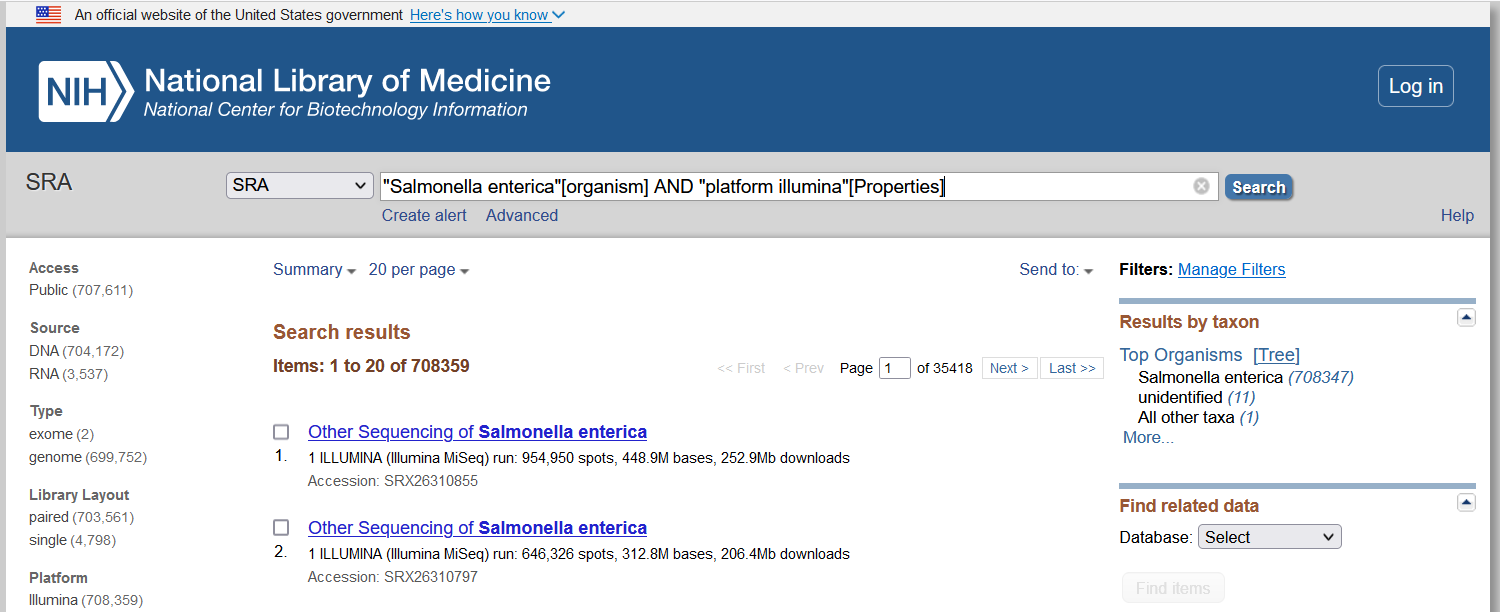 An official website of the United States government Here's how you know
NIH National Library of Medicine
National Center for Biotechnology Information
Log in
SRA
SRA
"Salmonella enterica"[organism] AND "platform illumina"[Properties]
Search
Create alert Advanced
Help
Access
Public (707,611)
Source
DNA (704,172)
RNA (3,537)
Type
exome (2)
genome (699,752)
Library Layout
paired (703,561)
single (4,798)
Platform
Illumina (708,359)
Summary 20 per page
Send to:
Search results
Items: 1 to 20 of 708359
<< First < Prev Page 1 of 35418 Next > Last >>
Other Sequencing of Salmonella enterica
1. 1 ILLUMINA (Illumina MiSeq) run: 954,950 spots, 448.9M bases, 252.9Mb downloads
Accession: SRX26310855
Other Sequencing of Salmonella enterica
2. 1 ILLUMINA (Illumina MiSeq) run: 646,326 spots, 312.8M bases, 206.4Mb downloads
Accession: SRX26310797
Filters: Manage Filters
Results by taxon
Top Organisms [Tree]
Salmonella enterica (708347)
unidentified (11)
All other taxa (1)
More...
Find related data
Database: Select
Find items